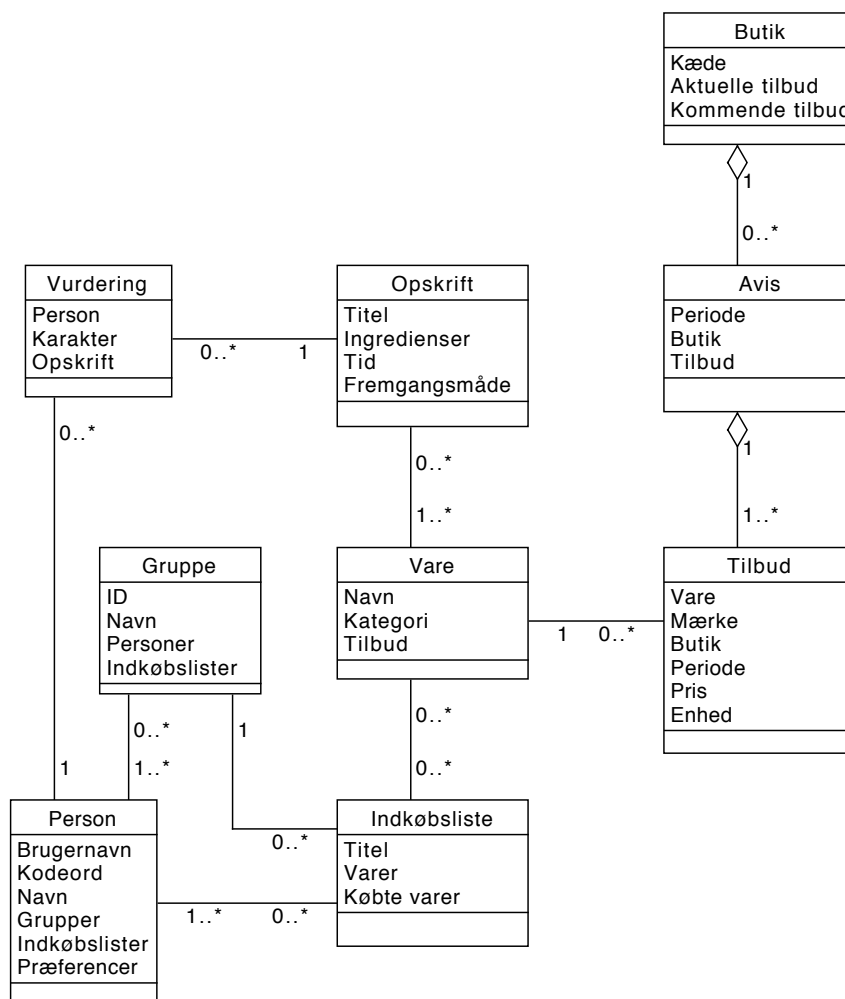 Butik
Kæde
Aktuelle tilbud
Kommende tilbud
1
0..*
Vurdering
Person
Karakter
Opskrift
0..*
1
Opskrift
Titel
Ingredienser
Tid
Fremgangsmåde
Avis
Periode
Butik
Tilbud
0..*
0..*
1..*
1
1..*
Gruppe
ID
Navn
Personer
Indkøbslister
Vare
Navn
Kategori
Tilbud
1
0..*
Tilbud
Vare
Mærke
Butik
Periode
Pris
Enhed
0..*
1..*
1
0..*
0..*
1
Person
Brugernavn
Kodeord
Navn
Grupper
Indkøbslister
Præferencer
0..*
1..*
0..*
Indkøbsliste
Titel
Varer
Købte varer